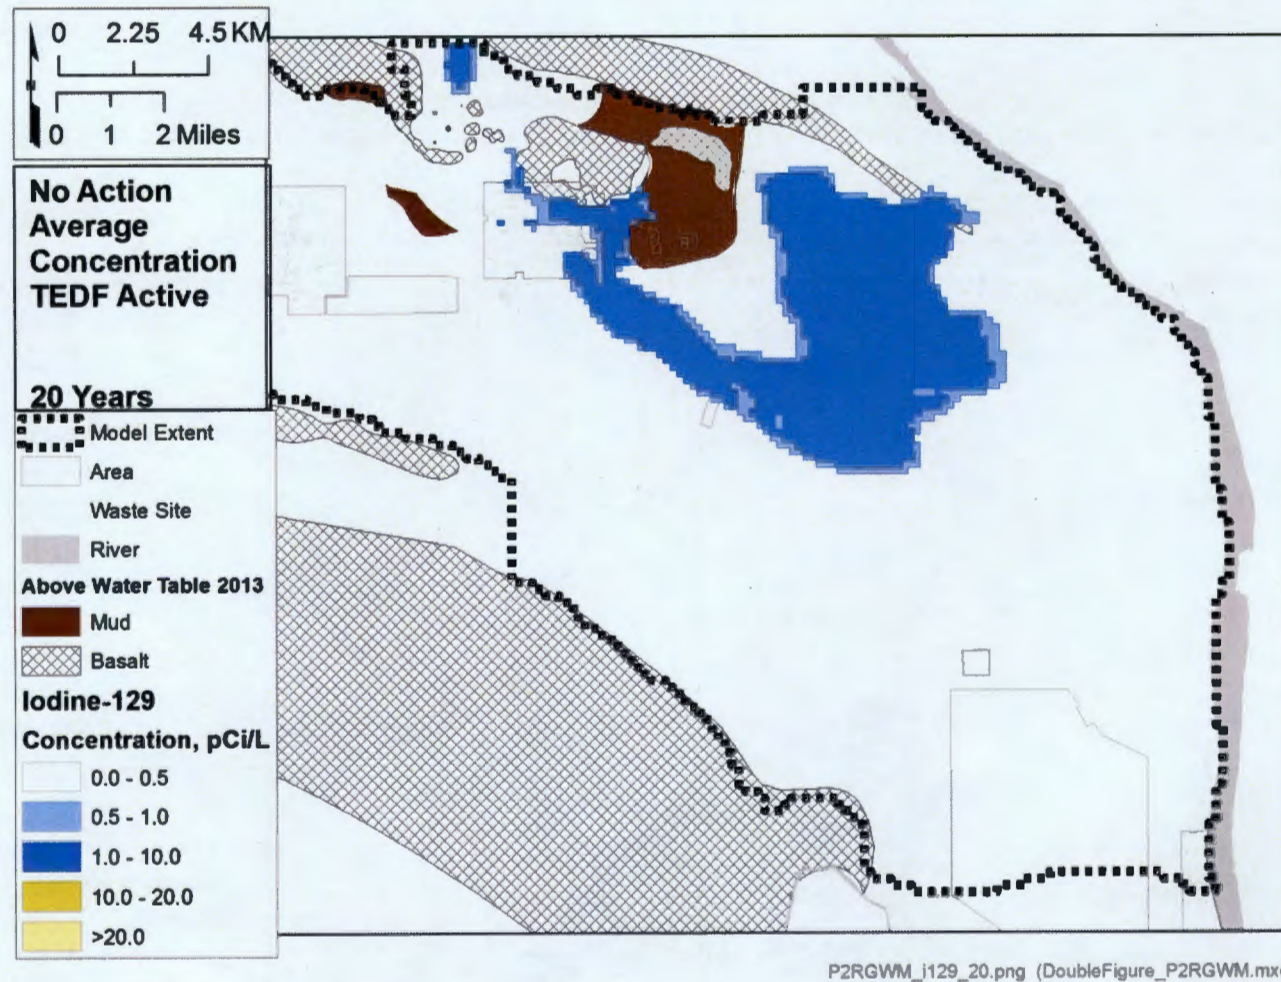 0 2.25 4.5 KM
0 1 2 Miles
No Action
Average
Concentration
TEDF Active
20 Years
Model Extent
Area
Waste Site
River
Above Water Table 2013
Mud
Basalt
Iodine-129
Concentration, pCi/L
0.0 - 0.5
0.5 - 1.0
1.0 - 10.0
10.0 - 20.0
>20.0
P2RGWM_i129_20.png (DoubleFigure_P2RGWM.mx